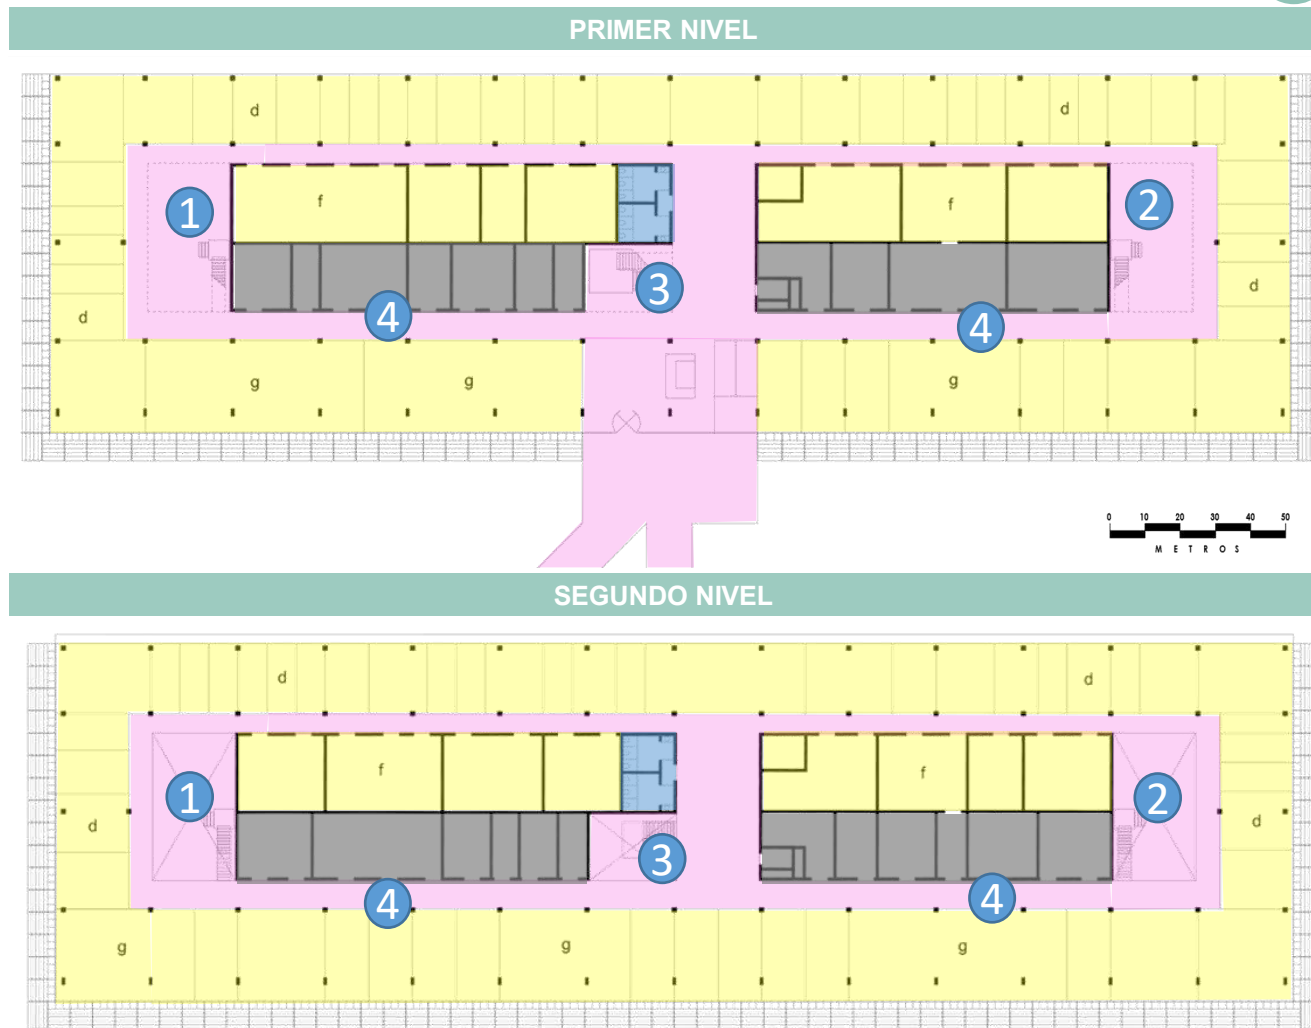 PRIMER NIVEL
d d
1 f f 2
3 d
d 4 4
g g g
0 10 20 30 40 50
METROS
SEGUNDO NIVEL
d d
f f
1 2
d 3 d
4 4
g g g